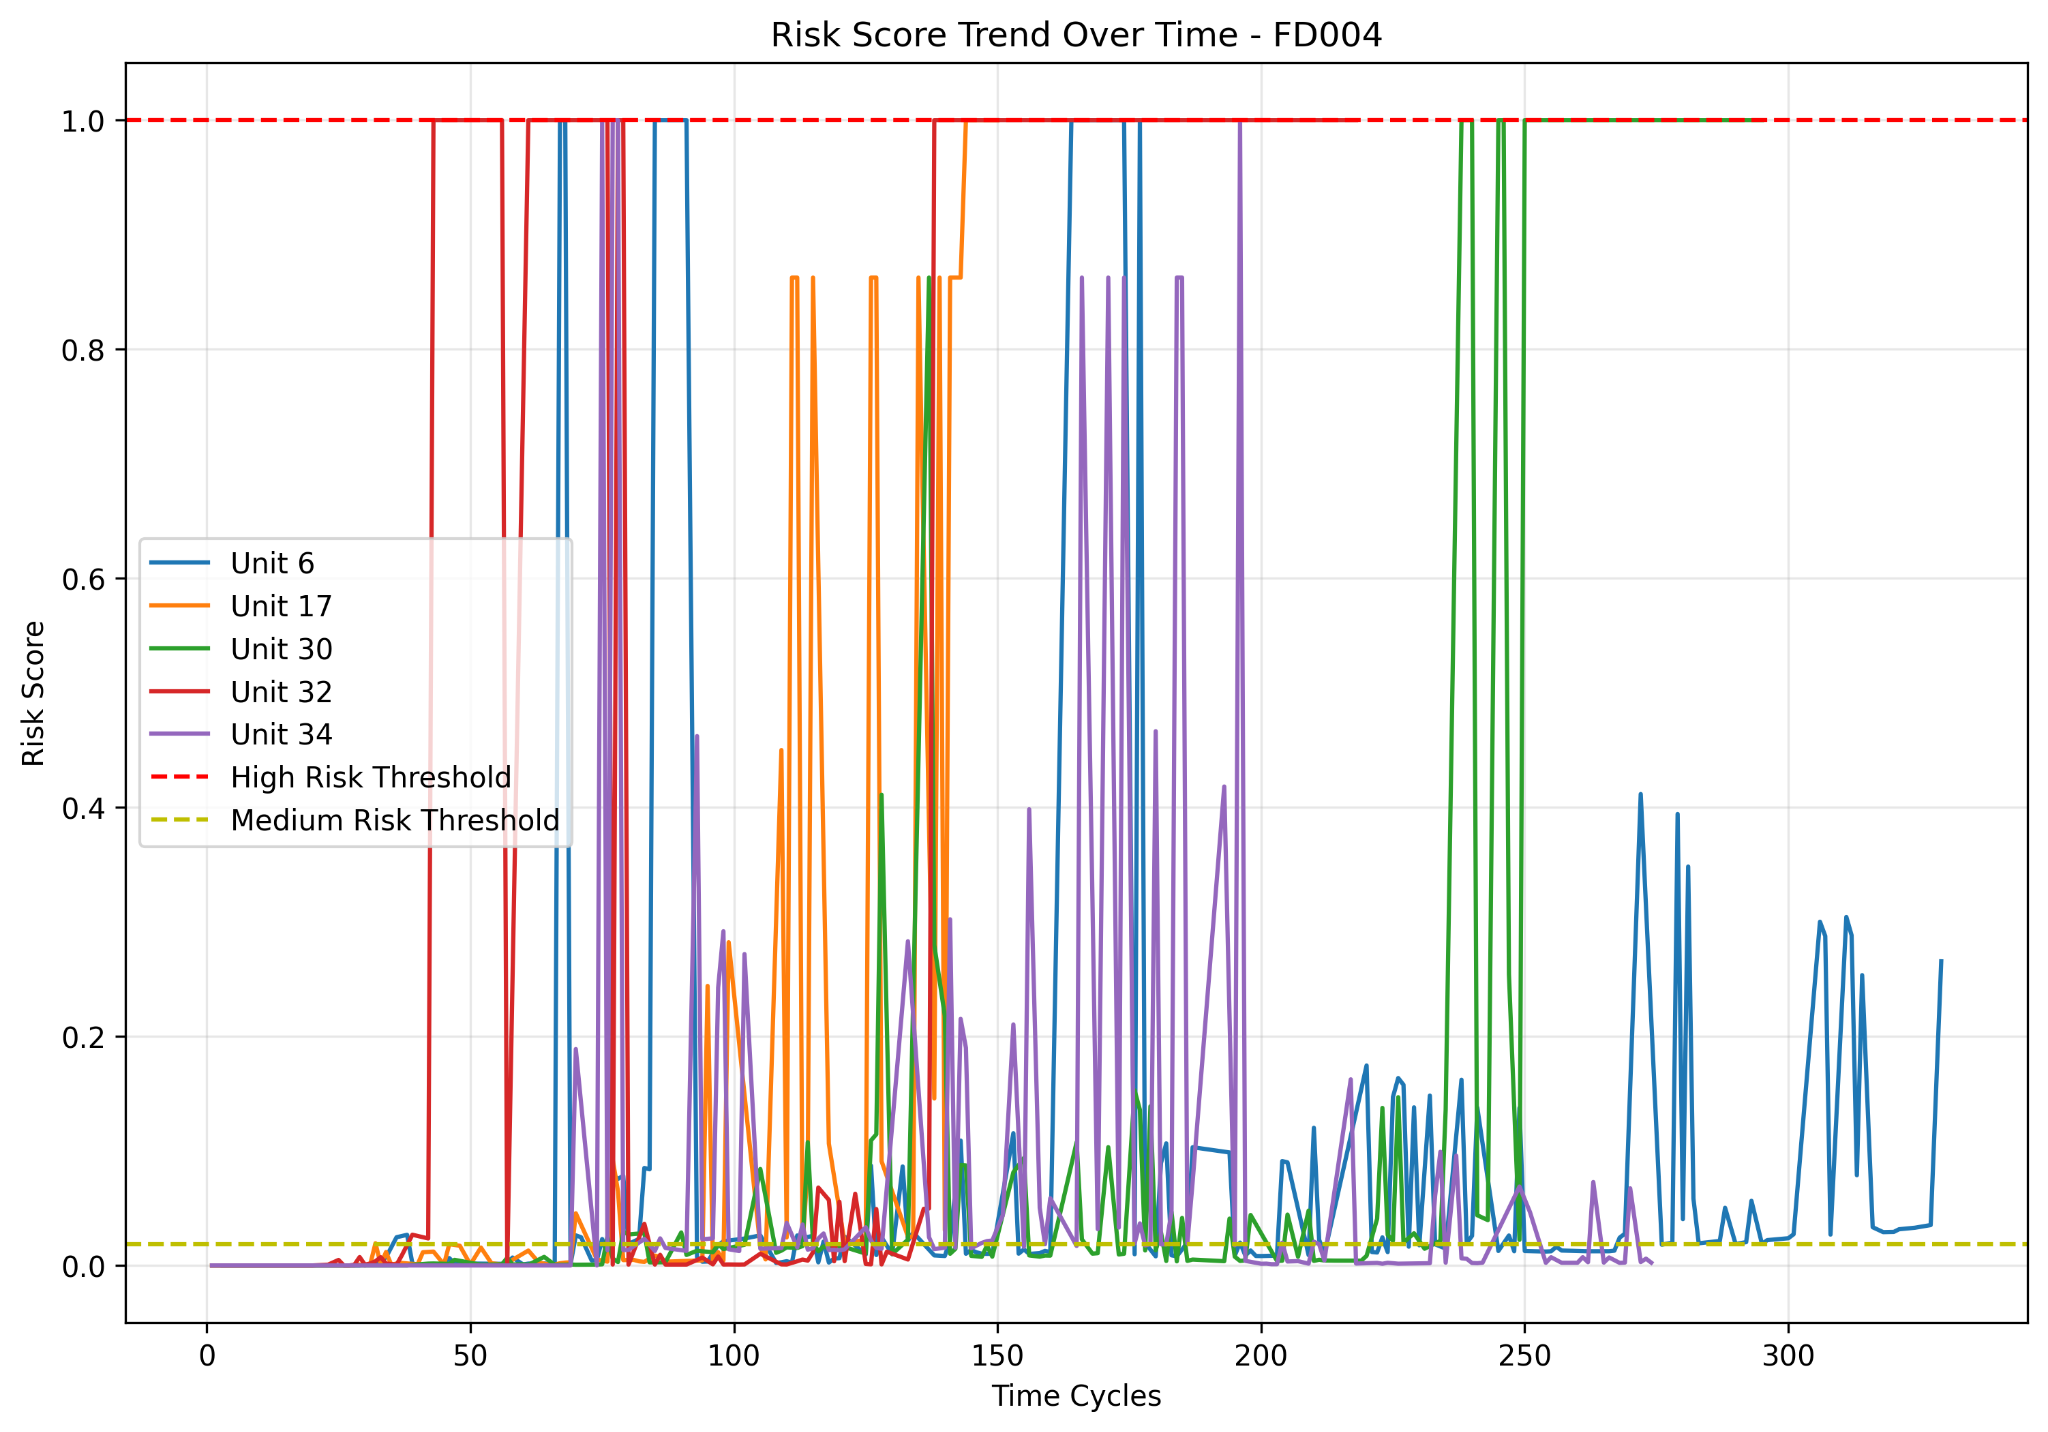 Risk Score Trend Over Time - FD004
Risk Score
1.0
0.8
0.6
0.4
0.2
0.0
Unit 6
Unit 17
Unit 30
Unit 32
Unit 34
High Risk Threshold
Medium Risk Threshold
0 50 100 150 200 250 300
Time Cycles